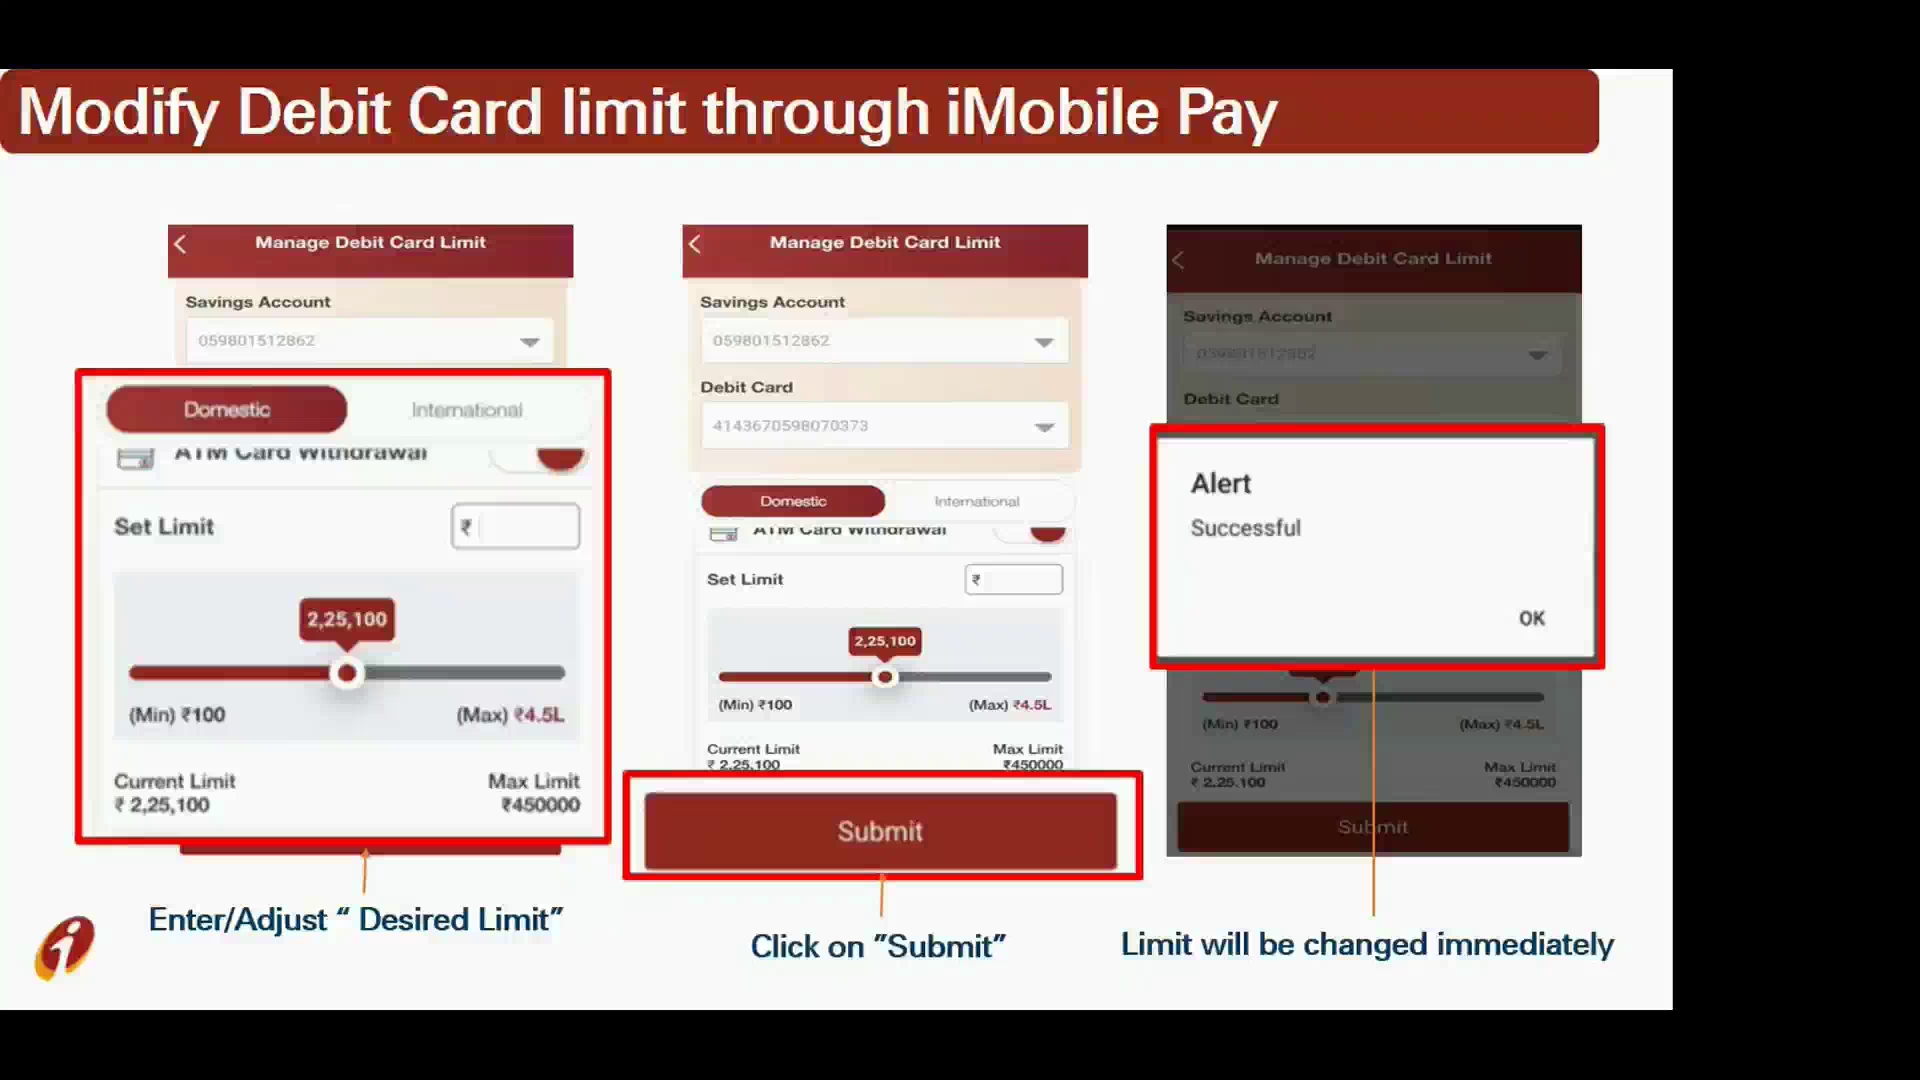 Modify Debit Card limit through iMobile Pay
Manage Debit Card Limit
Savings Account
059801512862
Domestic International
ATM Card Withdrawal
Set Limit ₹
2,25,100
(Min) ₹100 (Max) ₹4.5L
Current Limit Max Limit
₹ 2,25,100 ₹450000
Enter/Adjust “ Desired Limit”
Manage Debit Card Limit
Savings Account
059801512862
Debit Card
4143670598070373
Domestic International
ATM Card Withdrawal
Set Limit ₹
2,25,100
(Min) ₹100 (Max) ₹4.5L
Current Limit Max Limit
₹ 2,25,100 ₹450000
Submit
Click on ”Submit”
Manage Debit Card Limit
Savings Account
059801512862
Debit Card
Alert
Successful
OK
(Min) ₹100 (Max) ₹4.5L
Current Limit Max Limit
₹ 2,25,100 ₹450000
Submit
Limit will be changed immediately